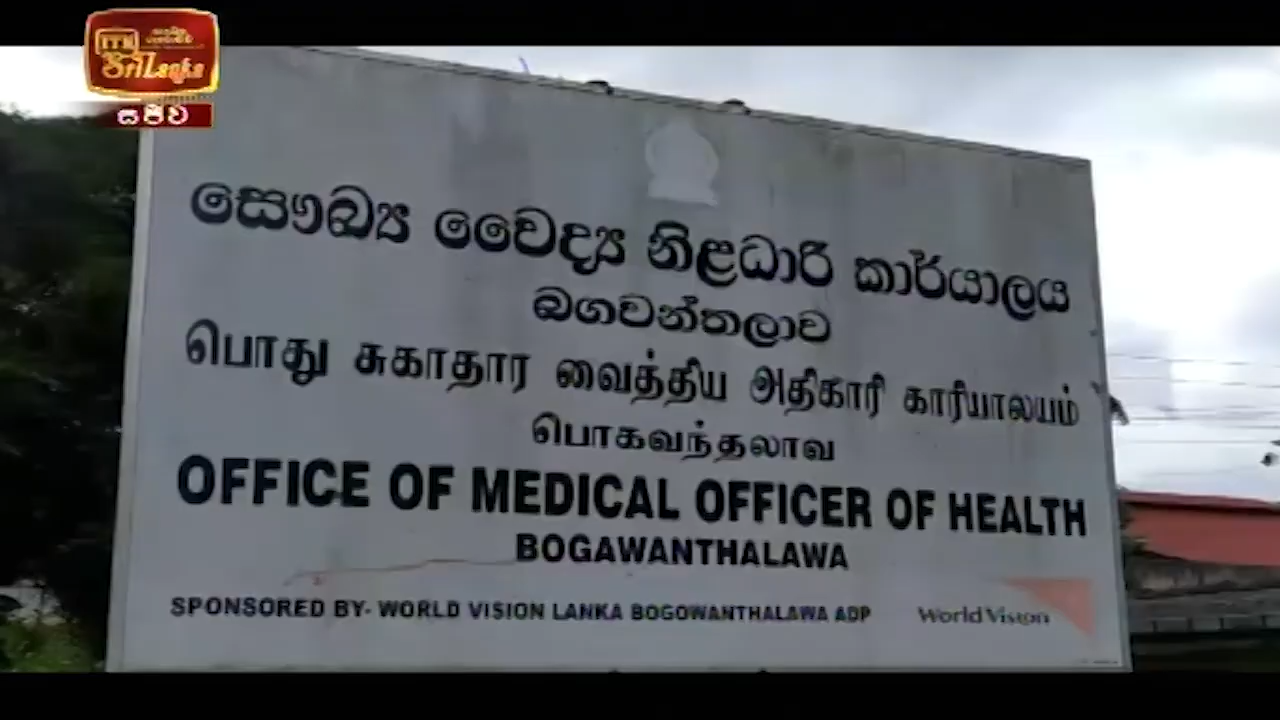 ITN
Sri Lanka
සජීව
සෞඛ්‍ය වෛද්‍ය නිළධාරි කාර්යාලය
බගවන්තලාව
பொது சுகாதார வைத்திய அதிகாரி காரியாலயம்
பொகவந்தலாவ
OFFICE OF MEDICAL OFFICER OF HEALTH
BOGAWANTHALAWA
SPONSORED BY- WORLD VISION LANKA BOGOWANTHALAWA ADP
World Vision